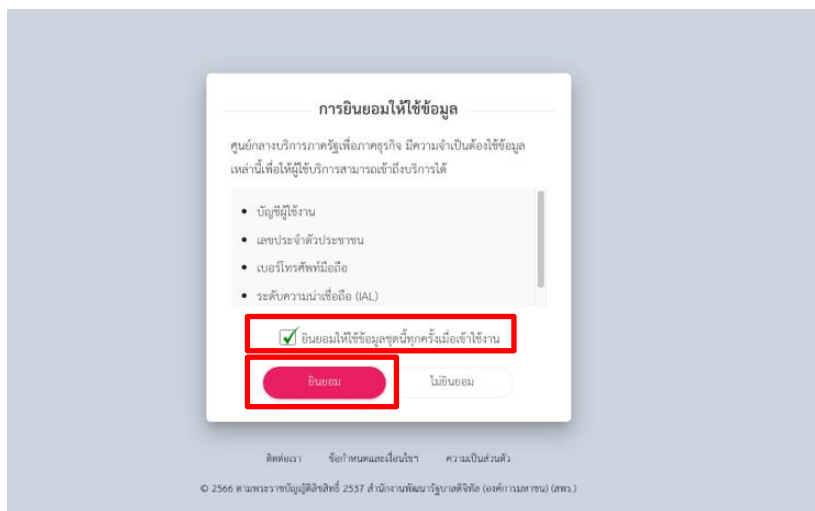 การยินยอมให้ใช้ข้อมูล
ศูนย์กลางบริการภาครัฐเพื่อภาคธุรกิจ มีความจำเป็นต้องใช้ข้อมูล
เหล่านี้เพื่อให้ผู้ใช้บริการสามารถเข้าถึงบริการได้
• บัญชีผู้ใช้งาน
• เลขประจำตัวประชาชน
• เบอร์โทรศัพท์มือถือ
• ระดับความน่าเชื่อถือ (IAL)
ยินยอมให้ใช้ข้อมูลชุดนี้ทุกครั้งเมื่อเข้าใช้งาน
ยินยอม ไม่ยินยอม
ติดต่อเรา ข้อกำหนดและเงื่อนไขฯ ความเป็นส่วนตัว
© 2566 ตามพระราชบัญญัติลิขสิทธิ์ 2537 สำนักงานพัฒนารัฐบาลดิจิทัล (องค์การมหาชน) (สพร.)